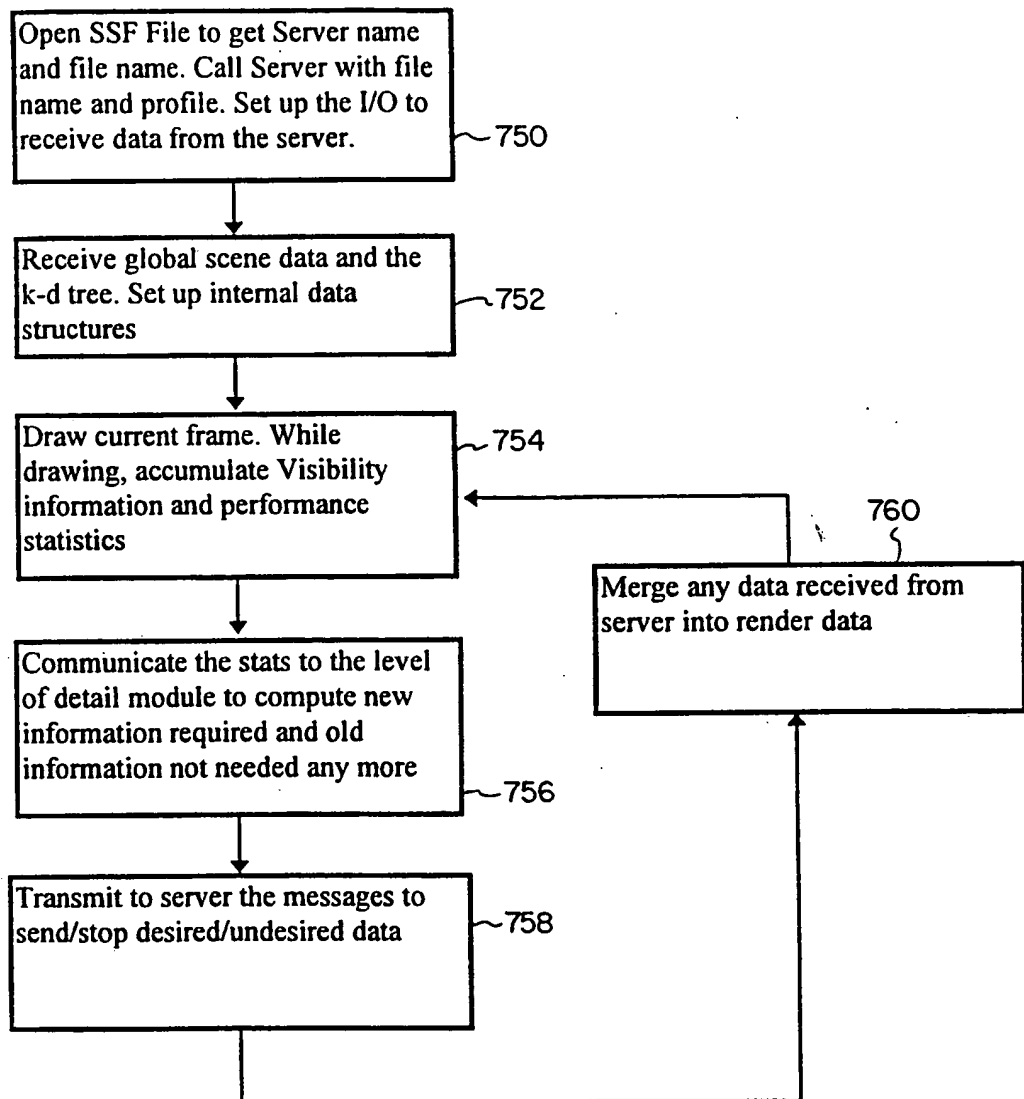 Open SSF File to get Server name
and file name. Call Server with file
name and profile. Set up the I/O to
receive data from the server.
750
Receive global scene data and the
k-d tree. Set up internal data
structures
752
Draw current frame. While
drawing, accumulate Visibility
information and performance
statistics
754
Communicate the stats to the level
of detail module to compute new
information required and old
information not needed any more
756
Transmit to server the messages to
send/stop desired/undesired data
758
760
Merge any data received from
server into render data